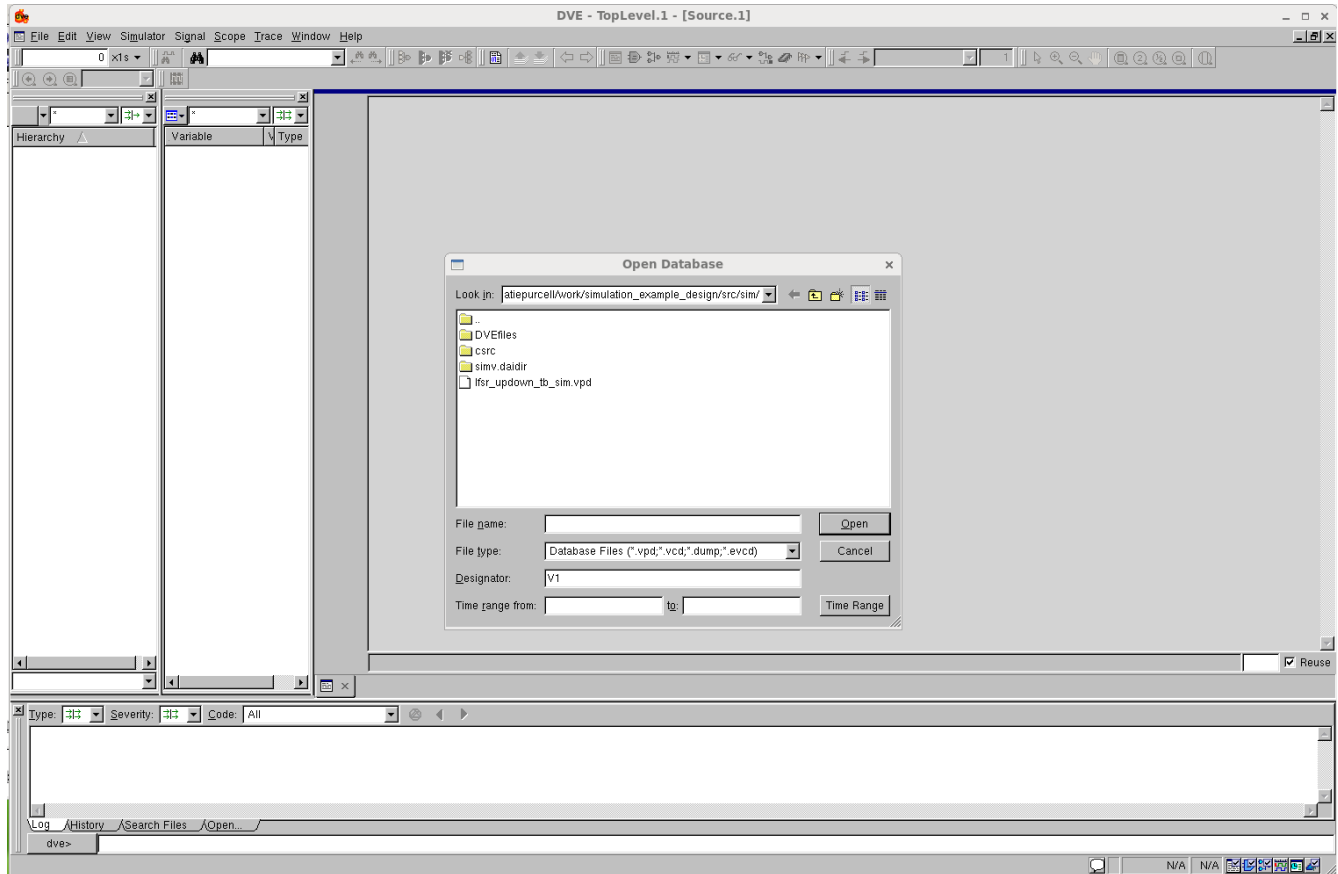 DVE - TopLevel.1 - [Source.1]
File Edit View Simulator Signal Scope Trace Window Help
0 x1s
1
* *
Hierarchy Variable V Type
Open Database
Look in: atiepurcell/work/simulation_example_design/src/sim/
..
DVEfiles
csrc
simv.daidir
lfsr_updown_tb_sim.vpd
File name: Open
File type: Database Files (*.vpd;*.vcd;*.dump;*.evcd) Cancel
Designator: V1
Time range from: to: Time Range
Reuse
Type: Severity: Code: All
Log History Search Files Open...
dve>
N/A N/A